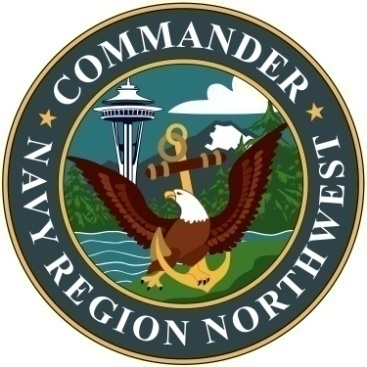 COMMANDER
NAVY REGION NORTHWEST